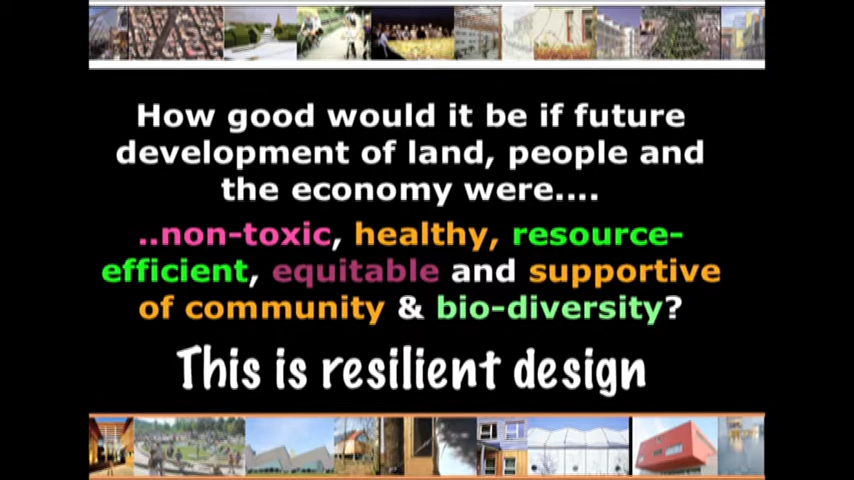 How good would it be if future
development of land, people and
the economy were....
..non-toxic, healthy, resource-
efficient, equitable and supportive
of community & bio-diversity?
This is resilient design